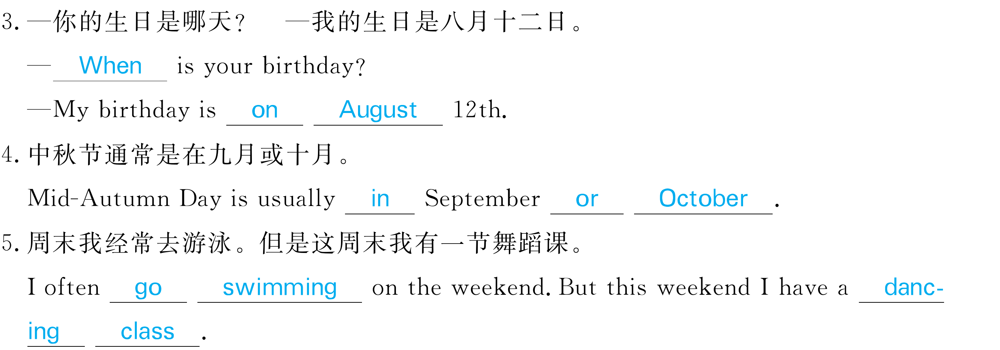 3. —你的生日是哪天？ —我的生日是八月十二日。
— When is your birthday?
—My birthday is on August 12th.
4. 中秋节通常是在九月或十月。
Mid-Autumn Day is usually in September or October.
5. 周末我经常去游泳。但是这周末我有一节舞蹈课。
I often go swimming on the weekend. But this weekend I have a danc-
ing class.